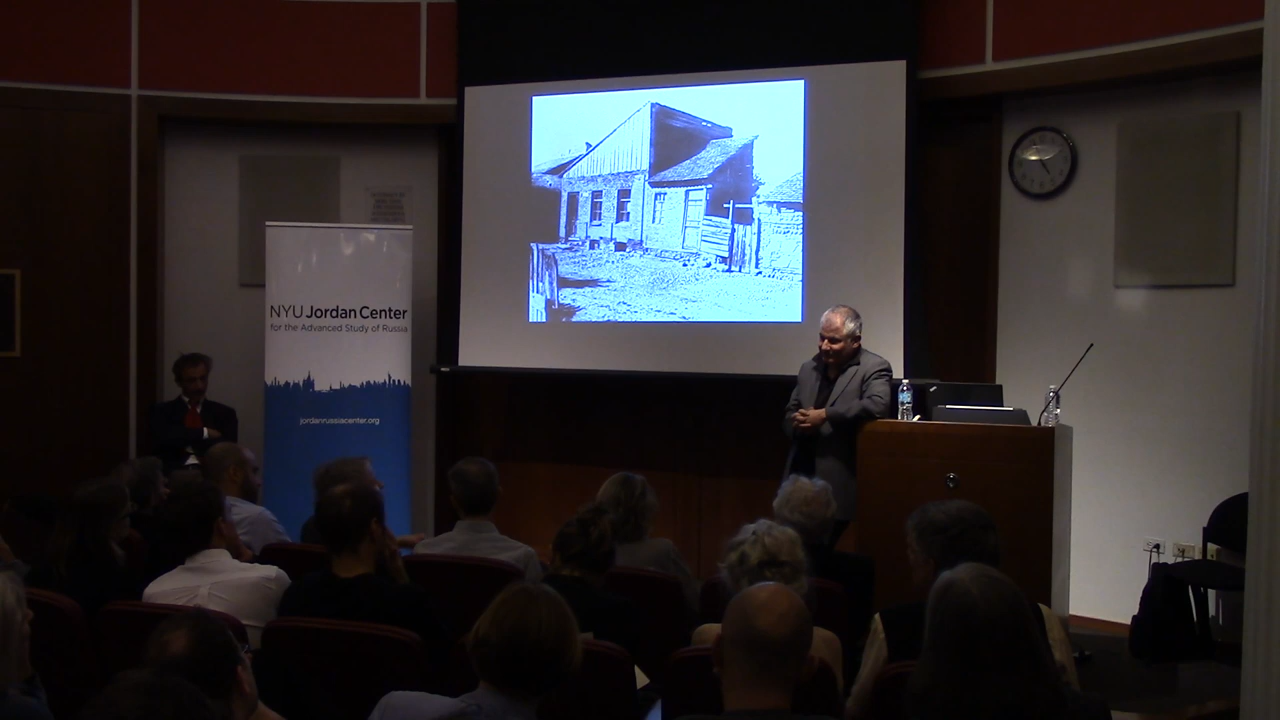 NYU Jordan Center
for the Advanced Study of Russia
jordanrussiacenter.org